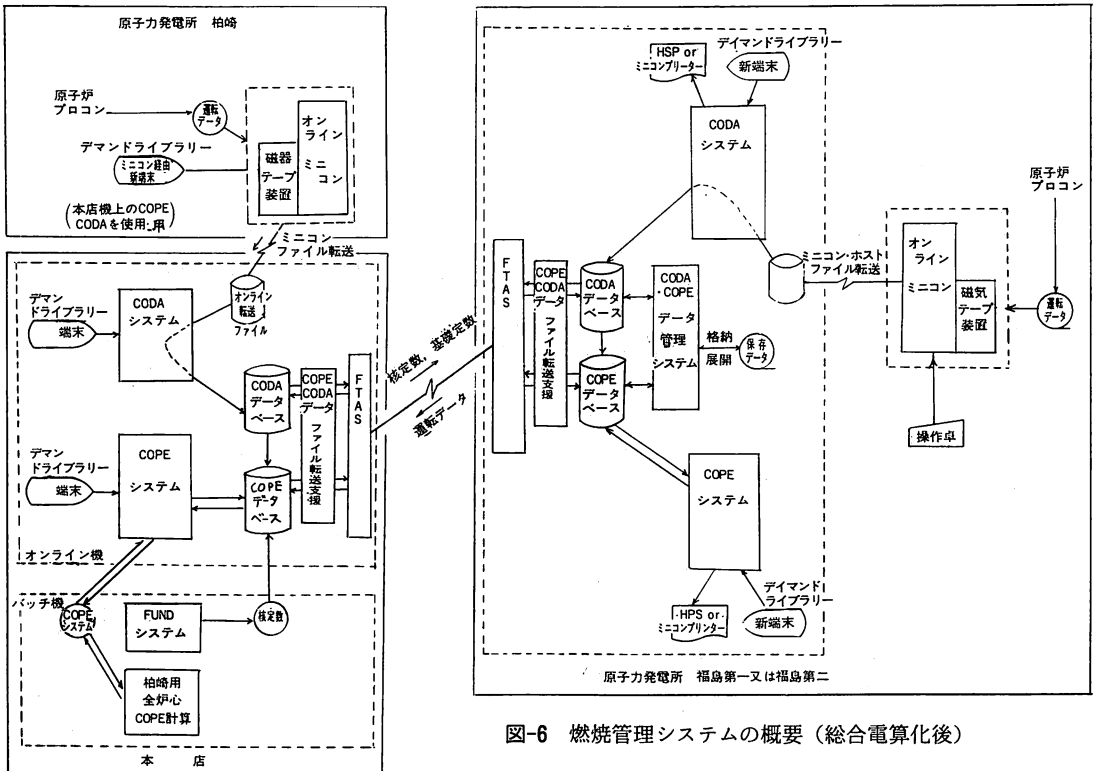 原子力発電所 柏崎
原子炉
プロコン
運転
データ
デマンドライブラリー
ミニコン経由
新端末
オン
ライン
ミニ
コン
磁器
テープ
装置
(本店機上のCOPE
CODAを使用・用)
ミニコン
ファイル転送
デマン
ドライブラリー
端末
CODA
システム
オンライン
転送
ファイル
CODA
データ
ベース
COPE
CODAデータ
ファイル転送支援
FTAS
デマン
ドライブラリー
端末
COPE
システム
COPE
データ
ベース
オンライン機
バッチ機
COPE
システム
FUND
システム
核定数
柏崎用
全炉心
COPE計算
本 店
核定数, 基礎定数
運転データ
HSP or
ミニコンプリーター
デイマンドライブラリー
新端末
CODA
システム
FTAS
COPE
CODAデータ
ファイル転送支援
CODA
データ
ベース
CODA
・COPE
データ
管理
システム
格納
展開
保存
データ
COPE
データ
ベース
ミニコン・ホスト
ファイル転送
原子炉
プロコン
オン
ライン
ミニコン
磁気
テープ
装置
運転
データ
操作卓
COPE
システム
・HPS or・
ミニコンプリンター
デイマンド
ライブラリー
新端末
原子力発電所 福島第一又は福島第二
図-6 燃焼管理システムの概要(総合電算化後)